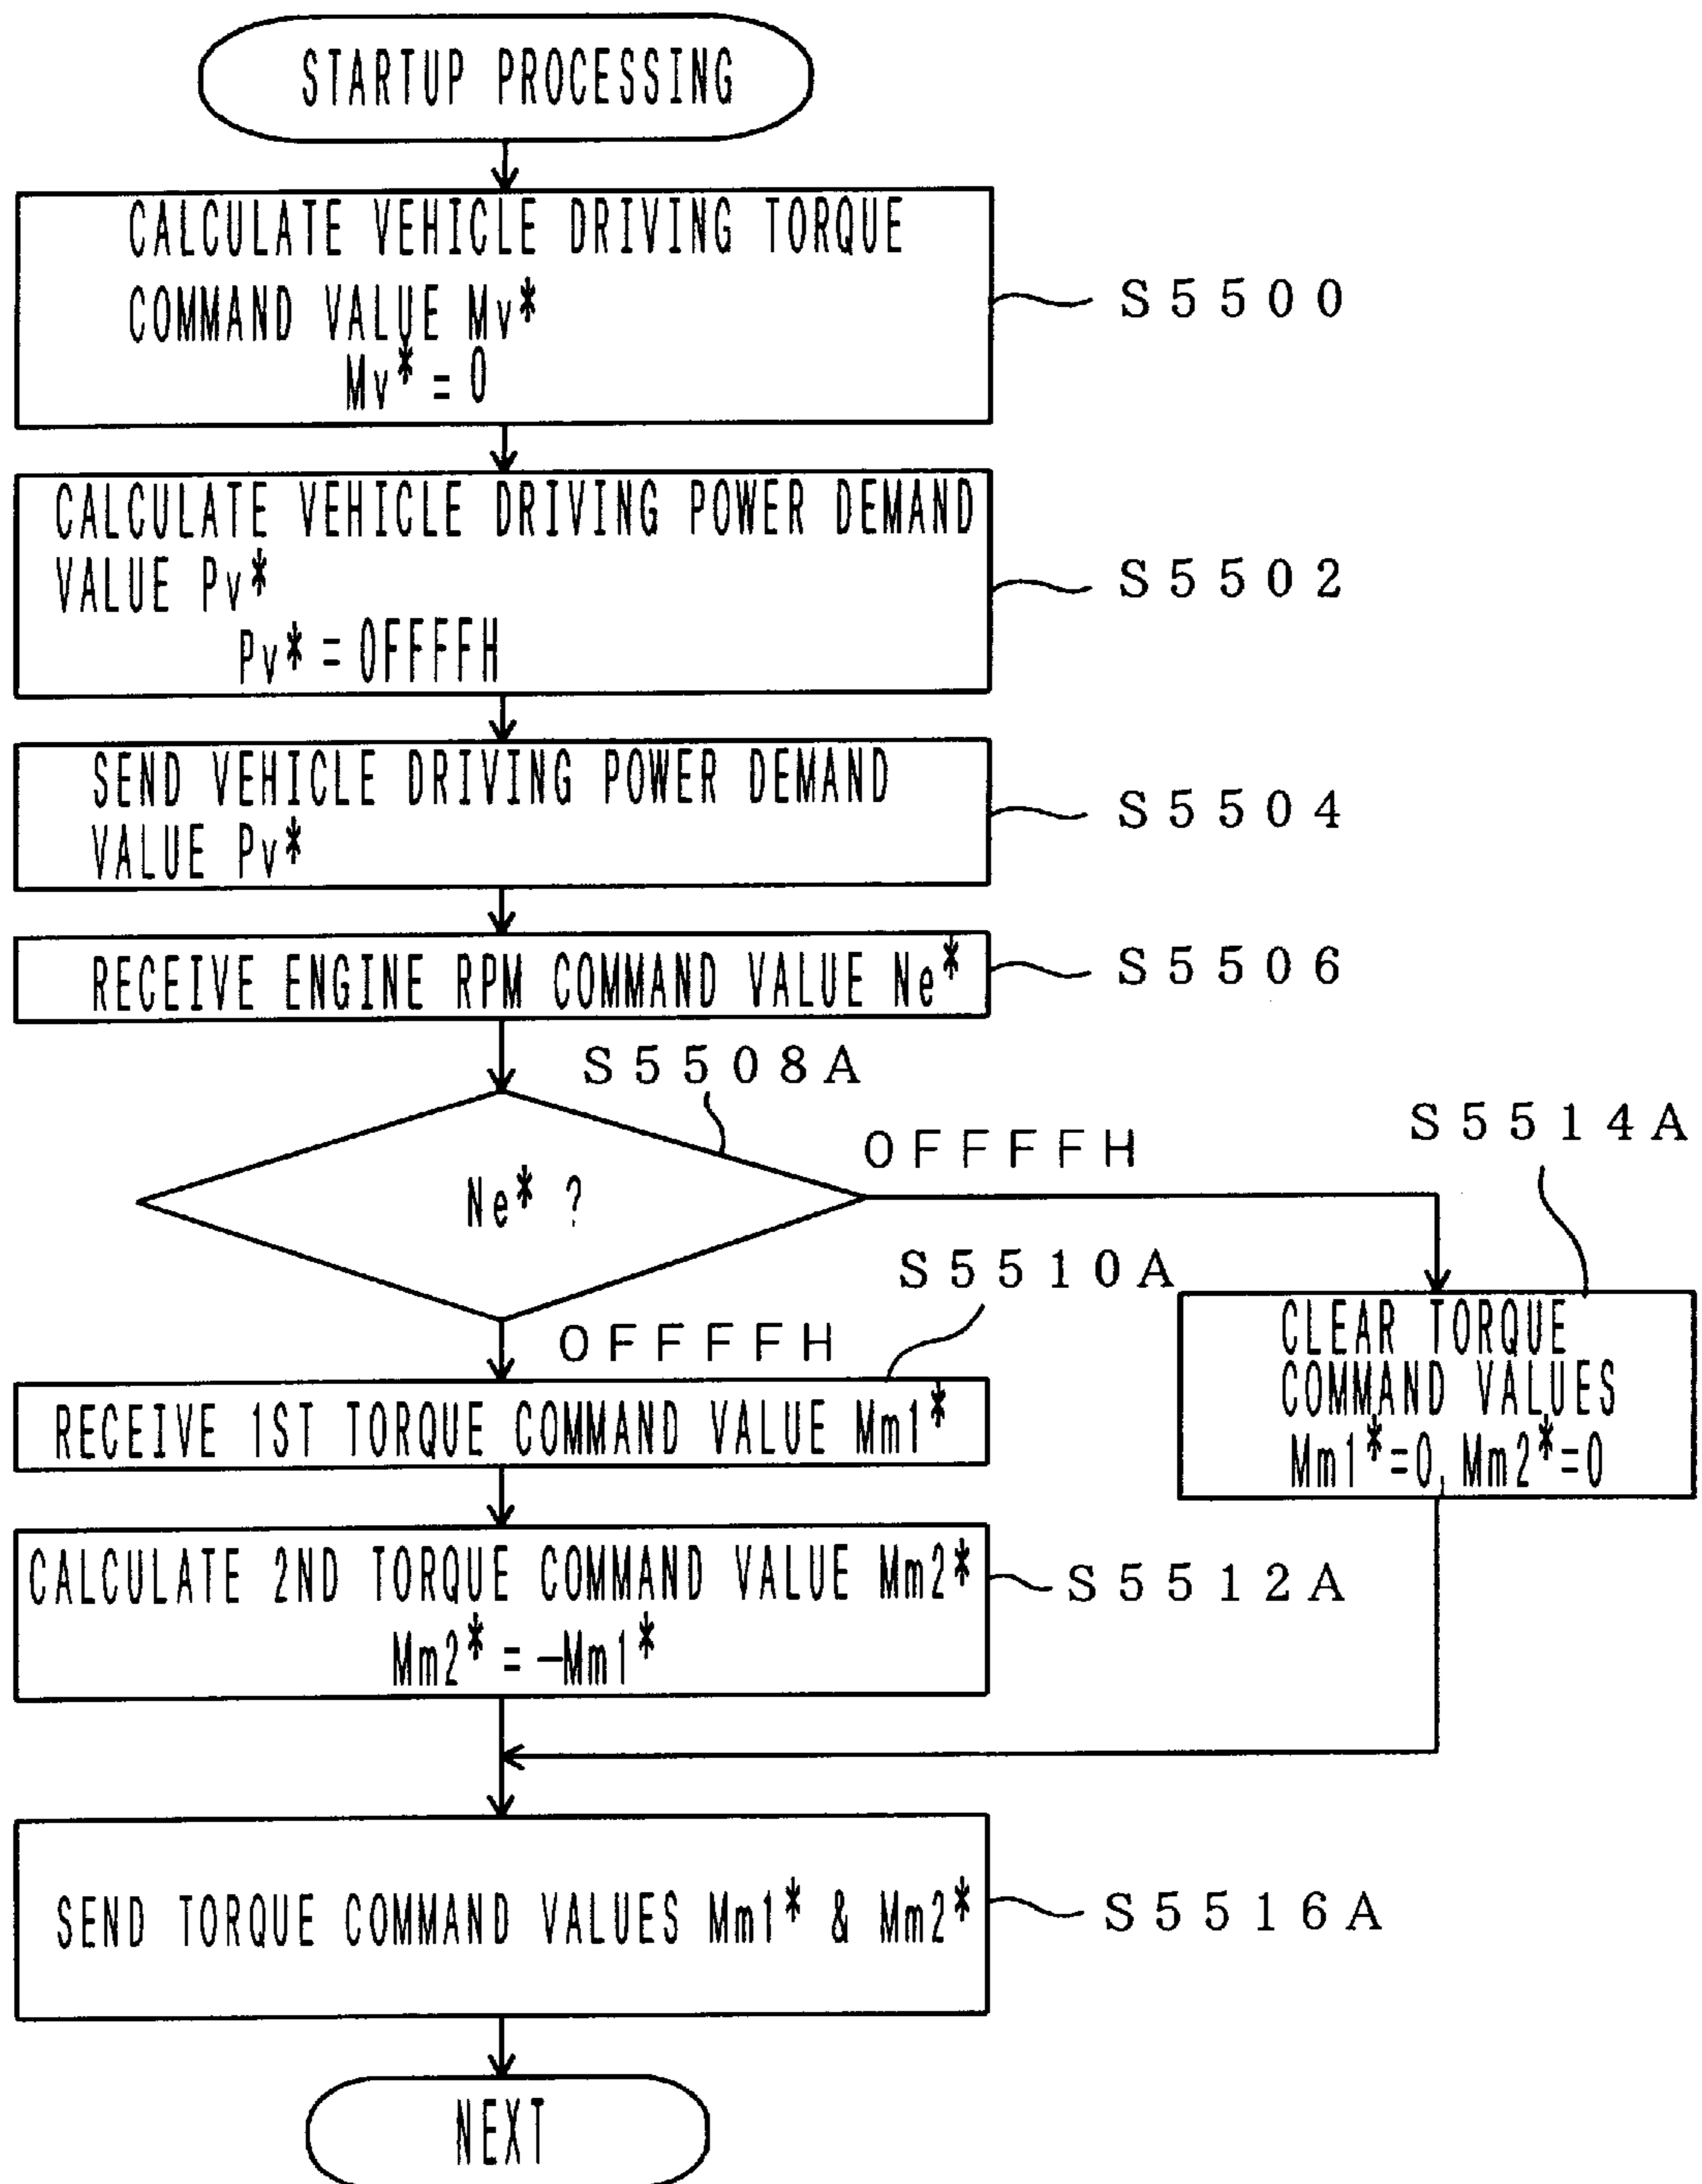 STARTUP PROCESSING
CALCULATE VEHICLE DRIVING TORQUE
COMMAND VALUE Mv*
Mv* = 0
S5500
CALCULATE VEHICLE DRIVING POWER DEMAND
VALUE Pv*
Pv* = 0FFFFH
S5502
SEND VEHICLE DRIVING POWER DEMAND
VALUE Pv*
S5504
RECEIVE ENGINE RPM COMMAND VALUE Ne*
S5506
S5508A
Ne* ?
0FFFFH
S5514A
CLEAR TORQUE
COMMAND VALUES
Mm1*=0, Mm2*=0
0FFFFH
S5510A
RECEIVE 1ST TORQUE COMMAND VALUE Mm1*
CALCULATE 2ND TORQUE COMMAND VALUE Mm2*
Mm2* = -Mm1*
S5512A
SEND TORQUE COMMAND VALUES Mm1* & Mm2*
S5516A
NEXT